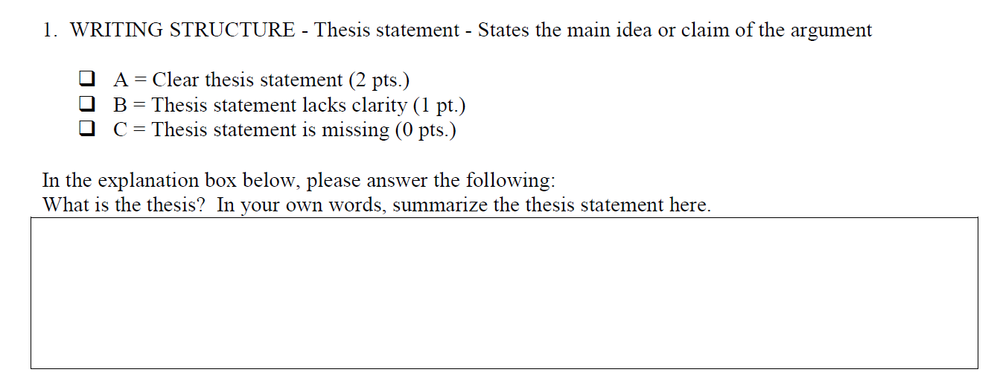 1. WRITING STRUCTURE - Thesis statement - States the main idea or claim of the argument
❑ A = Clear thesis statement (2 pts.)
❑ B = Thesis statement lacks clarity (1 pt.)
❑ C = Thesis statement is missing (0 pts.)
In the explanation box below, please answer the following:
What is the thesis? In your own words, summarize the thesis statement here.